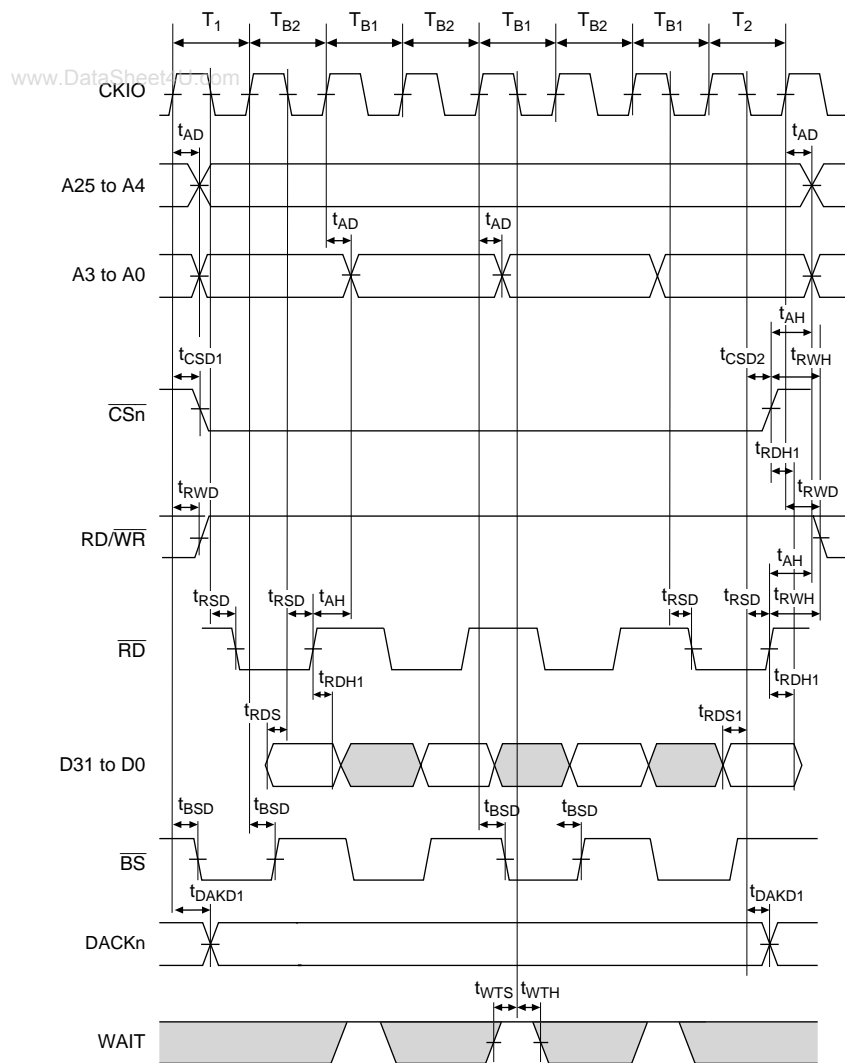 T1 TB2 TB1 TB2 TB1 TB2 TB1 T2
www.DataSheet4U.com
CKIO
tAD tAD
A25 to A4
tAD tAD
A3 to A0
tAH
tCSD1 tCSD2 tRWH
CSn
tRDH1
tRWD tRWD
RD/WR
tAH
tRSD tRSD tAH tRSD tRSD tRWH
RD
tRDH1 tRDH1
tRDS tRDS1
D31 to D0
tBSD tBSD tBSD tBSD
BS
tDAKD1 tDAKD1
DACKn
tWTS tWTH
WAIT